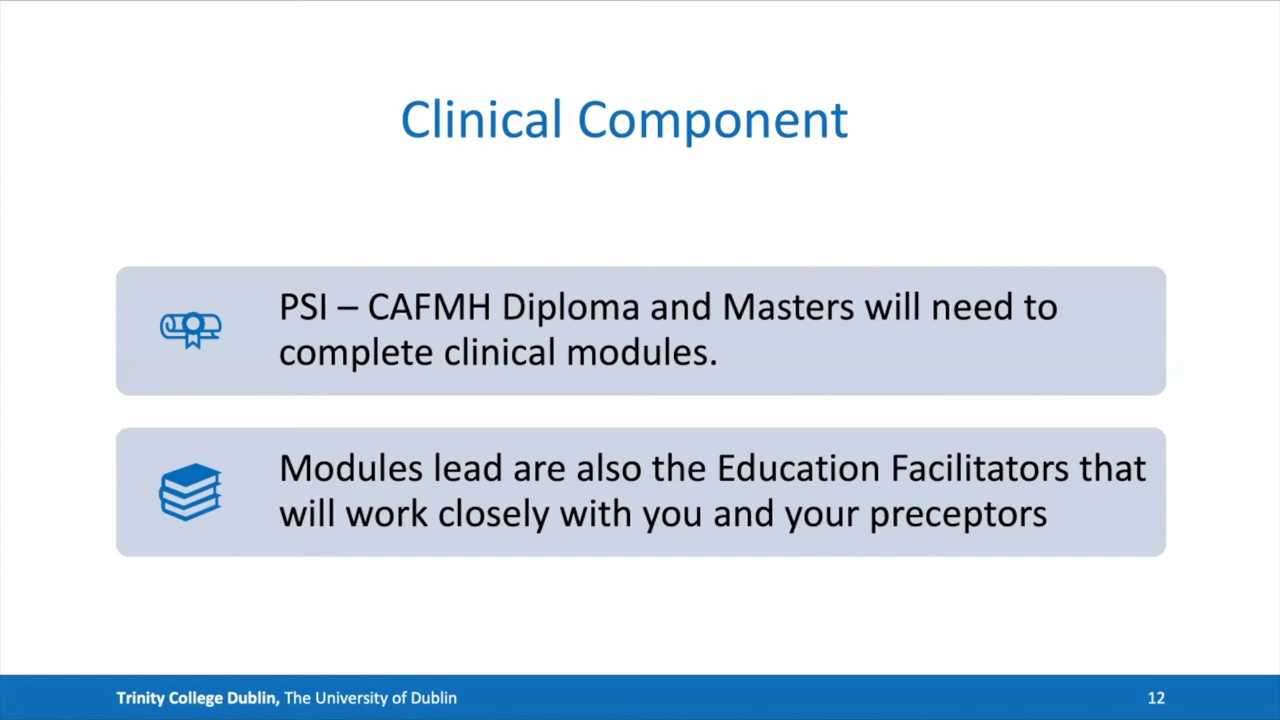 Clinical Component
PSI – CAFMH Diploma and Masters will need to
complete clinical modules.
Modules lead are also the Education Facilitators that
will work closely with you and your preceptors
Trinity College Dublin, The University of Dublin
12